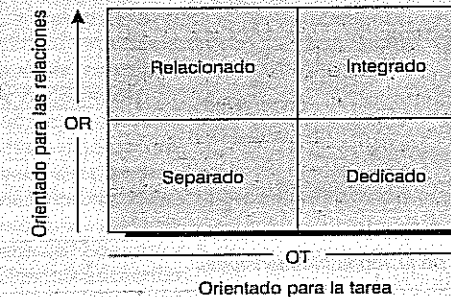 Orientado para las relaciones
OR
Relacionado
Integrado
Separado
Dedicado
OT
Orientado para la tarea